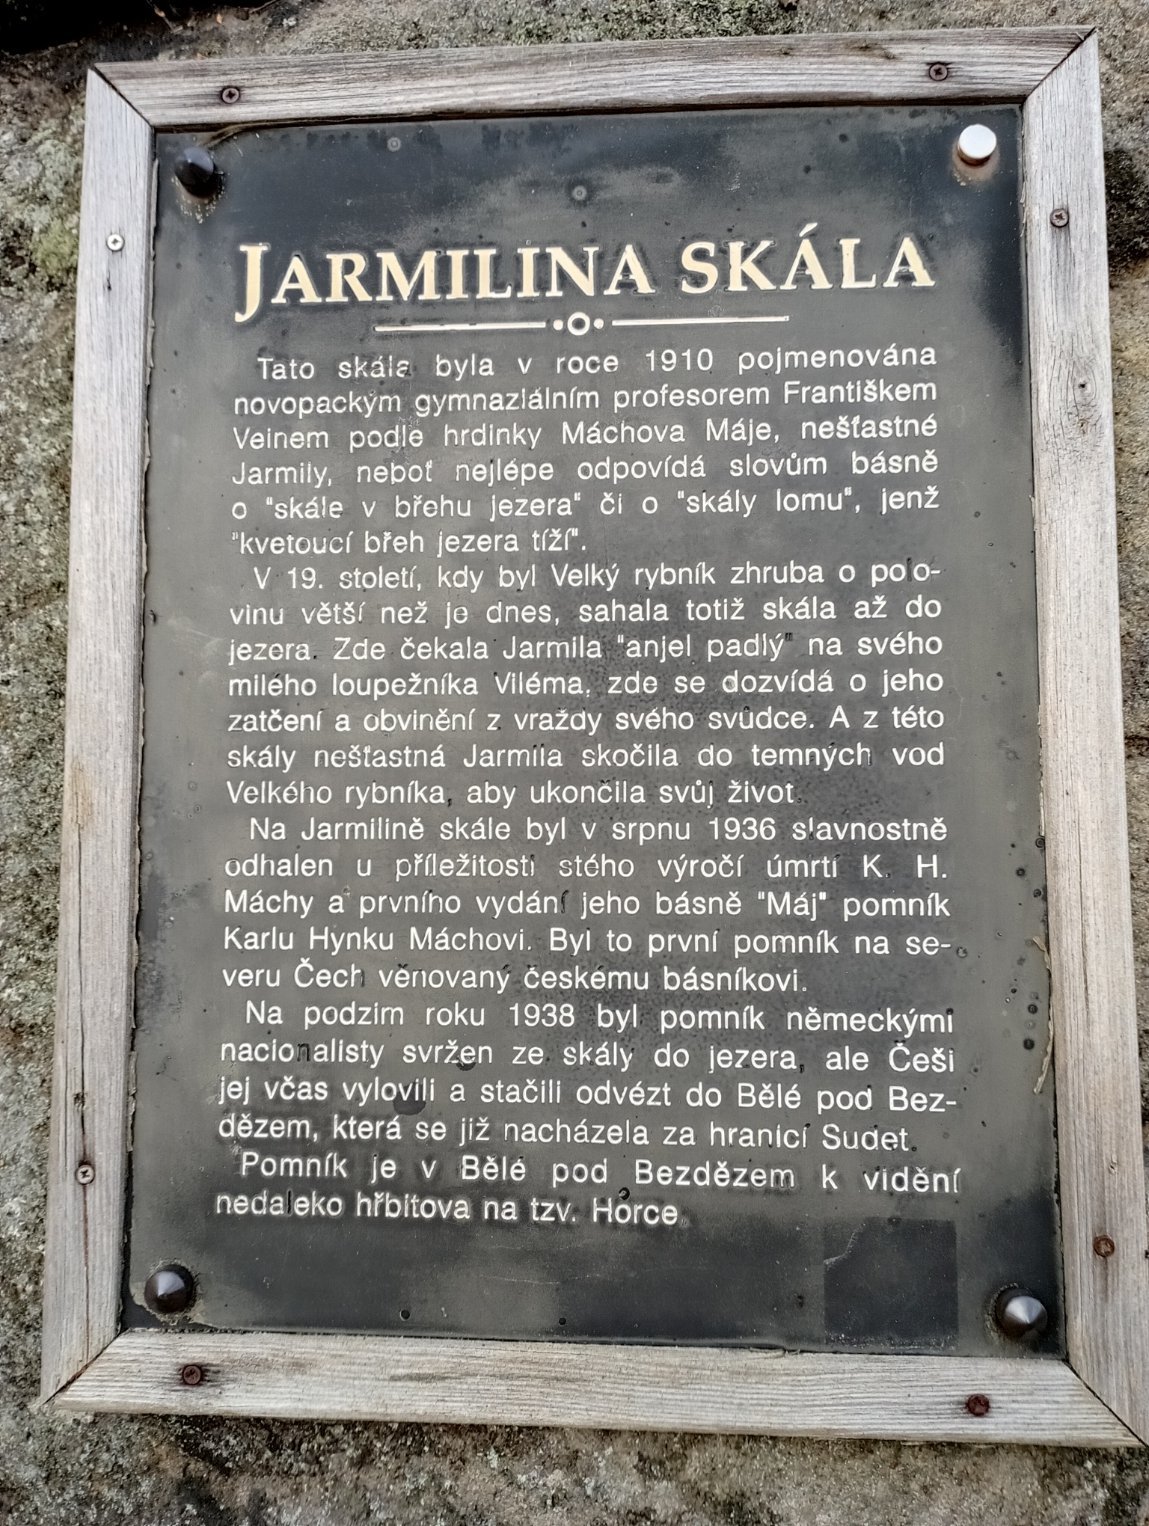 JARMILINA SKÁLA
Tato skála byla v roce 1910 pojmenována
novopackým gymnaziálním profesorem Františkem
Veinem podle hrdinky Máchova Máje, nešťastné
Jarmily, neboť nejlépe odpovídá slovům básně
o "skále v břehu jezera" či o "skály lomu", jenž
"kvetoucí břeh jezera tíží".
V 19. století, kdy byl Velký rybník zhruba o polo-
vinu větší než je dnes, sahala totiž skála až do
jezera. Zde čekala Jarmila "anjel padlý" na svého
milého loupežníka Viléma, zde se dozvídá o jeho
zatčení a obvinění z vraždy svého svůdce. A z této
skály nešťastná Jarmila skočila do temných vod
Velkého rybníka, aby ukončila svůj život.
Na Jarmilině skále byl v srpnu 1936 slavnostně
odhalen u příležitosti stého výročí úmrtí K. H.
Máchy a prvního vydání jeho básně "Máj" pomník
Karlu Hynku Máchovi. Byl to první pomník na se-
veru Čech věnovaný českému básníkovi.
Na podzim roku 1938 byl pomník německými
nacionalisty svržen ze skály do jezera, ale Češi
jej včas vylovili a stačili odvézt do Bělé pod Bez-
dězem, která se již nacházela za hranicí Sudet.
Pomník je v Bělé pod Bezdězem k vidění
nedaleko hřbitova na tzv. Horce.